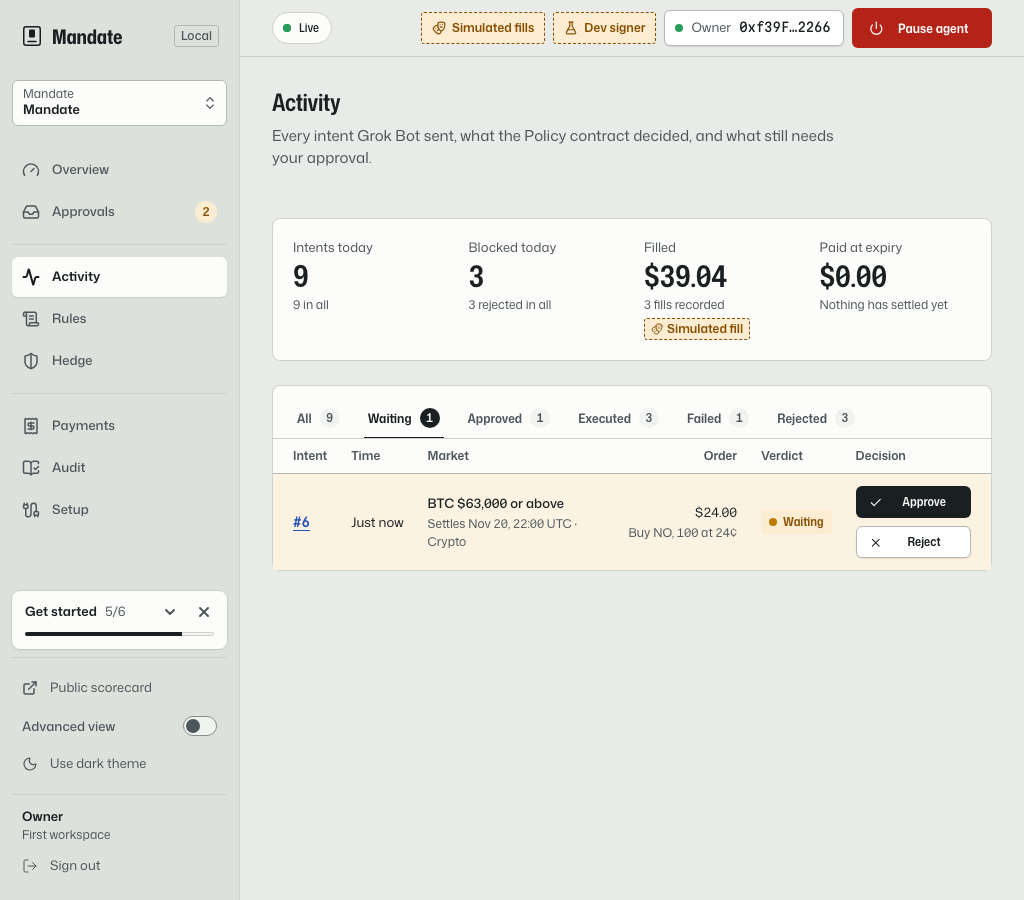 Mandate
Local
Mandate
Mandate
Overview
Approvals 2
Activity
Rules
Hedge
Payments
Audit
Setup
Get started 5/6
Public scorecard
Advanced view
Use dark theme
Owner
First workspace
Sign out
Live
Simulated fills
Dev signer
Owner 0xf39F…2266
Pause agent
Activity
Every intent Grok Bot sent, what the Policy contract decided, and what still needs
your approval.
Intents today
9
9 in all
Blocked today
3
3 rejected in all
Filled
$39.04
3 fills recorded
Simulated fill
Paid at expiry
$0.00
Nothing has settled yet
All 9 Waiting 1 Approved 1 Executed 3 Failed 1 Rejected 3
Intent Time Market Order Verdict Decision
#6
Just now
BTC $63,000 or above
Settles Nov 20, 22:00 UTC ·
Crypto
$24.00
Buy NO, 100 at 24¢
Waiting
Approve
Reject